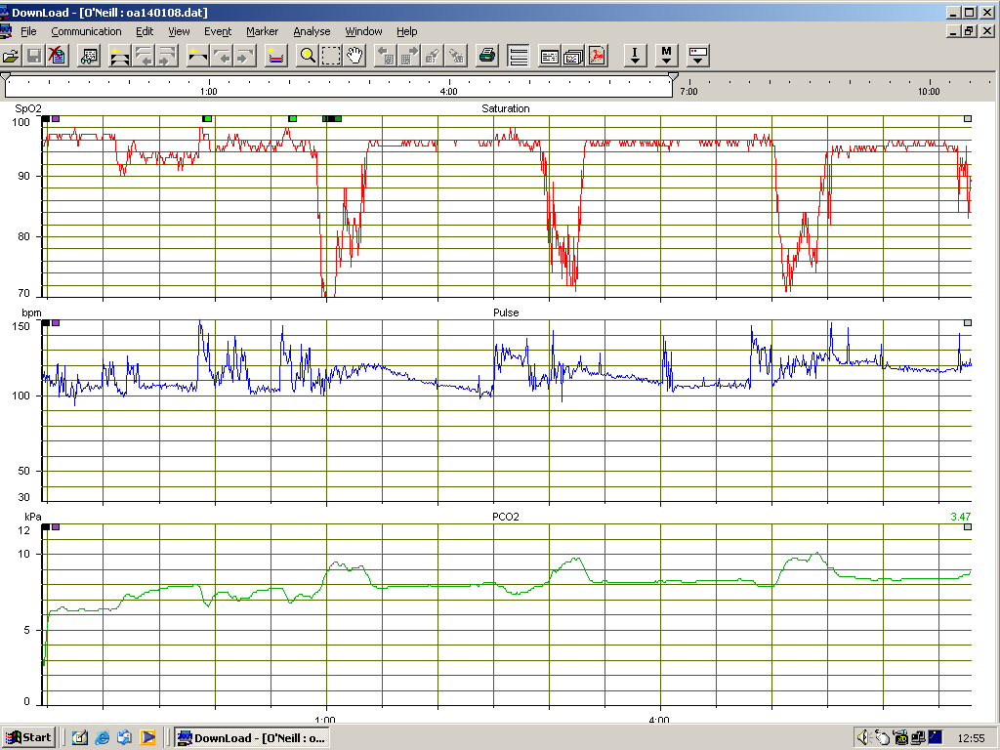 DownLoad - [O'Neill : oa140108.dat]
File Communication Edit View Event Marker Analyse Window Help
I M
1:00 4:00 7:00 10:00
SpO2 Saturation
100
90
80
70
bpm Pulse
150
100
50
30
kPa PCO2 3.47
12
10
5
0
1:00 4:00
Start DownLoad - [O'Neill : o... 12:55